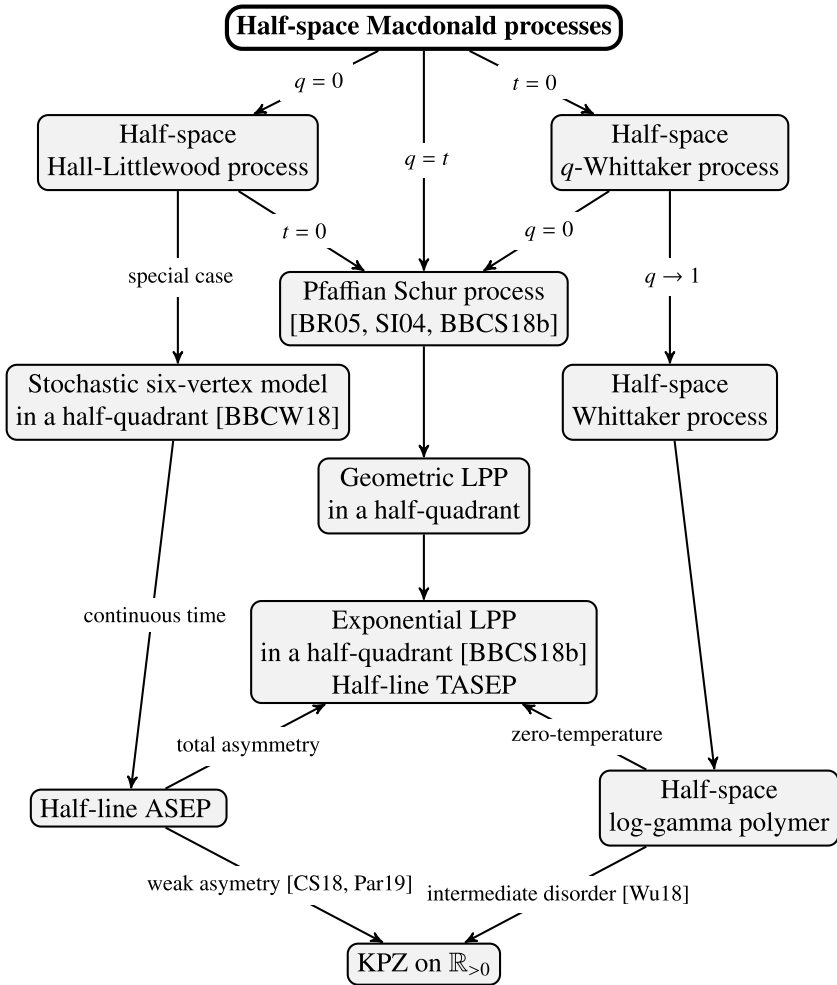 Half-space Macdonald processes
q = 0
t = 0
Half-space
Hall-Littlewood process
q = t
Half-space
q-Whittaker process
t = 0
q = 0
special case
Pfaffian Schur process
[BR05, SI04, BBCS18b]
q → 1
Stochastic six-vertex model
in a half-quadrant [BBCW18]
Half-space
Whittaker process
Geometric LPP
in a half-quadrant
continuous time
Exponential LPP
in a half-quadrant [BBCS18b]
Half-line TASEP
total asymmetry
zero-temperature
Half-line ASEP
Half-space
log-gamma polymer
weak asymetry [CS18, Par19]
intermediate disorder [Wu18]
KPZ on ℝ>0